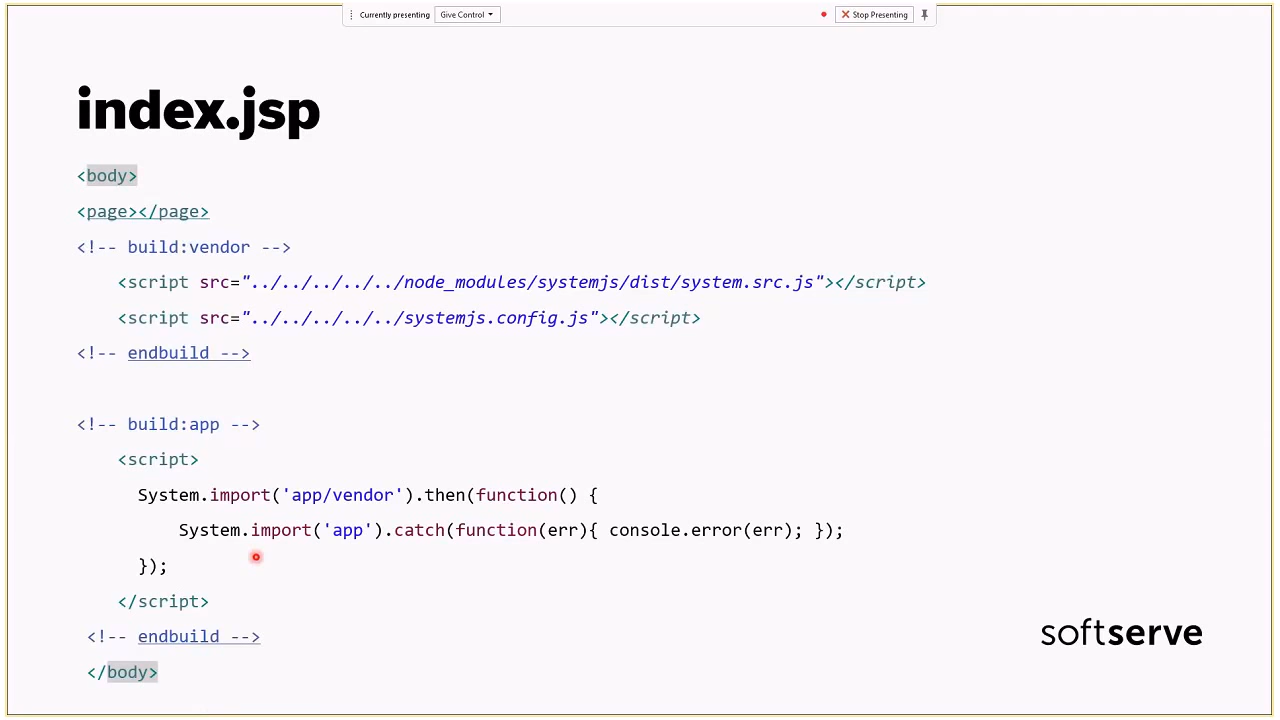 Currently presenting Give Control Stop Presenting
index.jsp
<body>
<page></page>
<!-- build:vendor -->
<script src="../../../../../node_modules/systemjs/dist/system.src.js"></script>
<script src="../../../../../systemjs.config.js"></script>
<!-- endbuild -->
<!-- build:app -->
<script>
System.import('app/vendor').then(function() {
System.import('app').catch(function(err){ console.error(err); });
});
</script>
<!-- endbuild -->
</body>
softserve